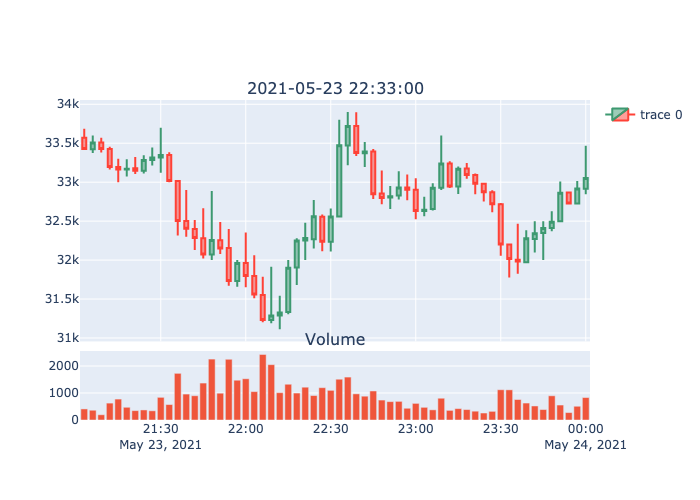 2021-05-23 22:33:00
34k
33.5k
33k
32.5k
32k
31.5k
31k
trace 0
Volume
2000
1000
0
21:30 22:00 22:30 23:00 23:30 00:00
May 23, 2021 May 24, 2021